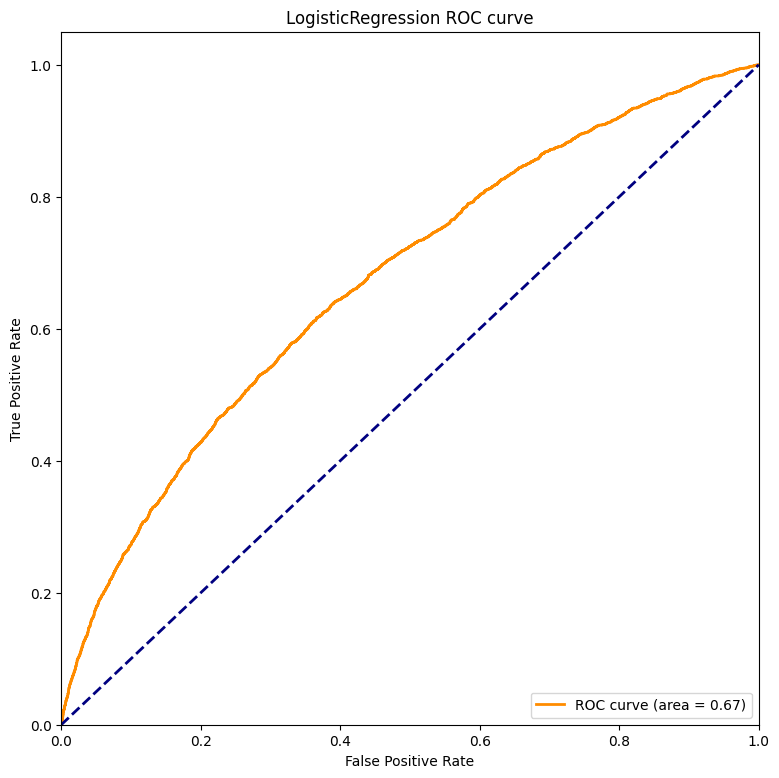 LogisticRegression ROC curve
True Positive Rate
1.0
0.8
0.6
0.4
0.2
0.0
ROC curve (area = 0.67)
0.0 0.2 0.4 0.6 0.8 1.0
False Positive Rate